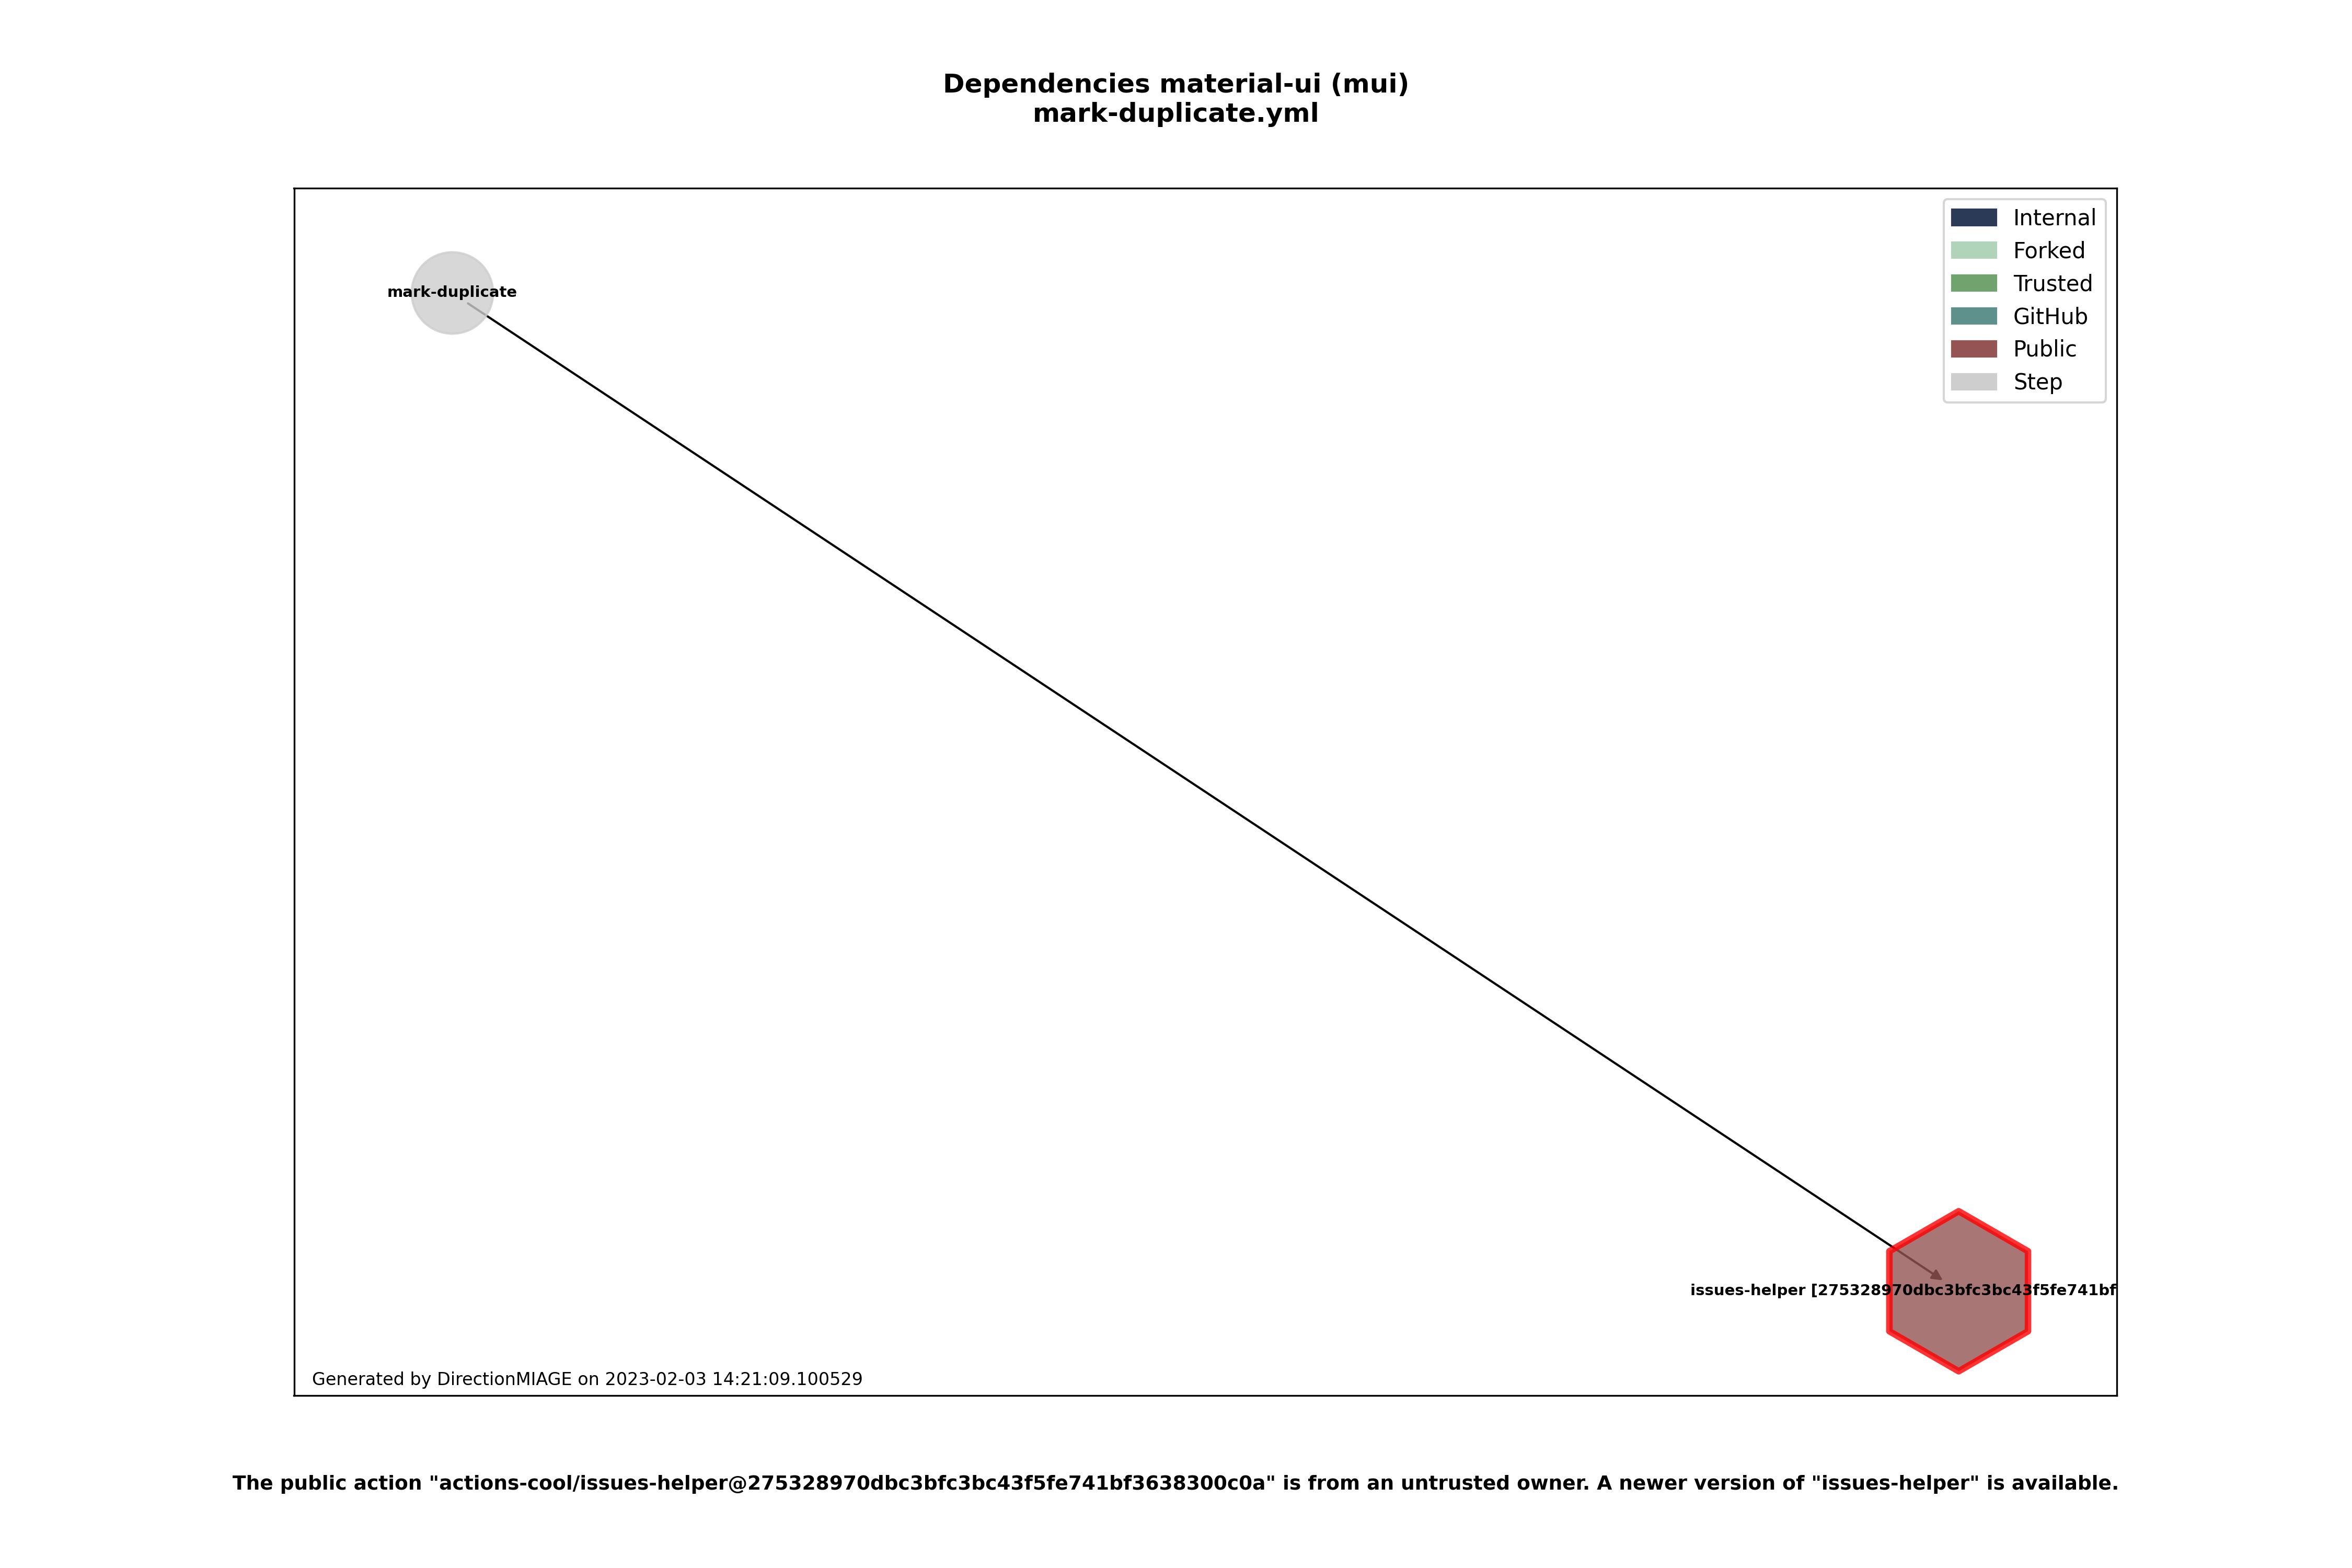 Dependencies material-ui (mui)
mark-duplicate.yml
Internal
Forked
Trusted
GitHub
Public
Step
mark-duplicate
issues-helper [275328970dbc3bfc3bc43f5fe741bf
Generated by DirectionMIAGE on 2023-02-03 14:21:09.100529
The public action "actions-cool/issues-helper@275328970dbc3bfc3bc43f5fe741bf3638300c0a" is from an untrusted owner. A newer version of "issues-helper" is available.